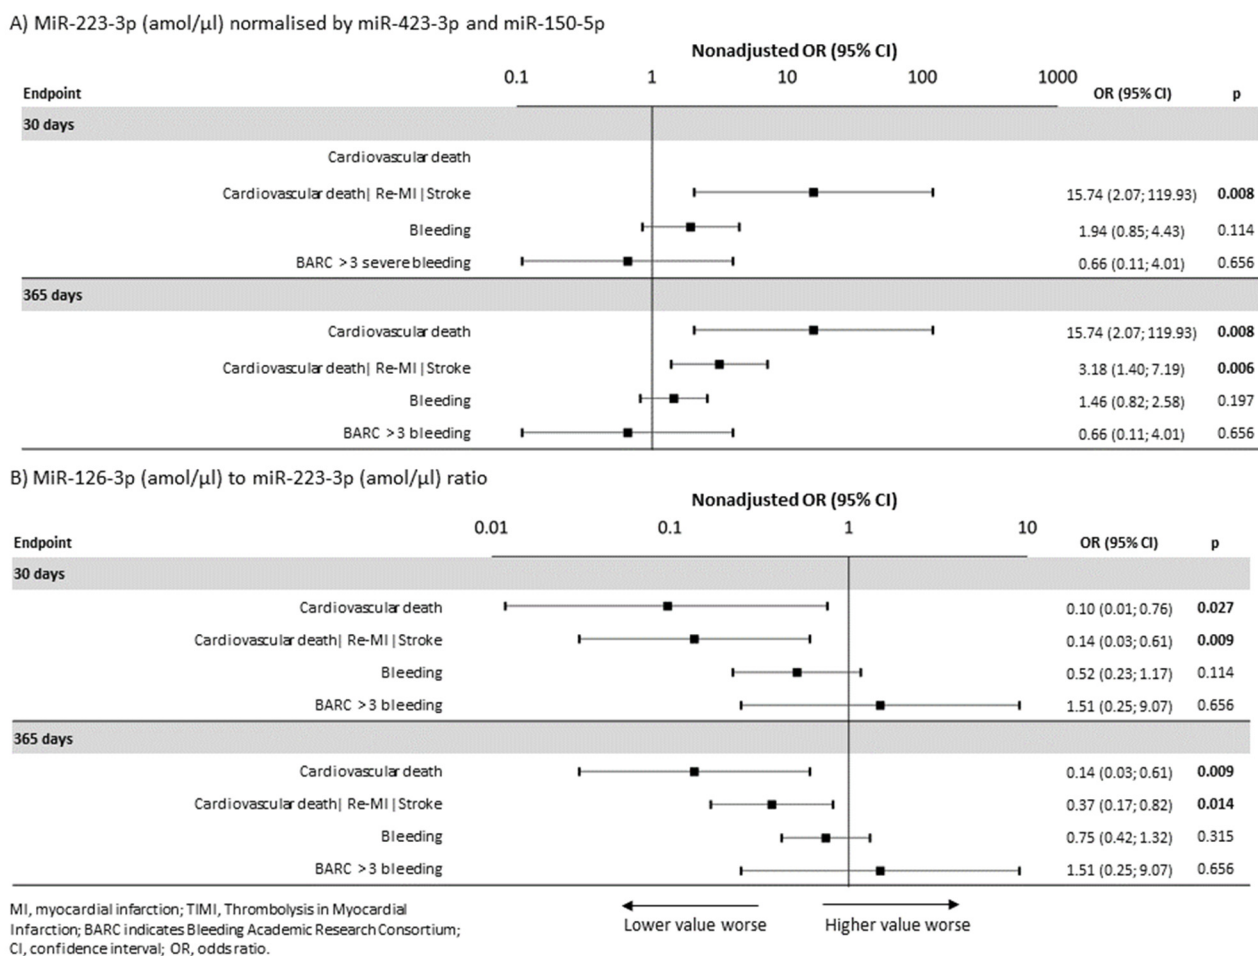 A) MiR-223-3p (amol/µl) normalised by miR-423-3p and miR-150-5p
Nonadjusted OR (95% CI)
0.1 1 10 100 1000
Endpoint OR (95% CI) p
30 days
Cardiovascular death
Cardiovascular death| Re-MI |Stroke 15.74 (2.07; 119.93) 0.008
Bleeding 1.94 (0.85; 4.43) 0.114
BARC >3 severe bleeding 0.66 (0.11; 4.01) 0.656
365 days
Cardiovascular death 15.74 (2.07; 119.93) 0.008
Cardiovascular death| Re-MI |Stroke 3.18 (1.40; 7.19) 0.006
Bleeding 1.46 (0.82; 2.58) 0.197
BARC >3 bleeding 0.66 (0.11; 4.01) 0.656
B) MiR-126-3p (amol/µl) to miR-223-3p (amol/µl) ratio
Nonadjusted OR (95% CI)
0.01 0.1 1 10
Endpoint OR (95% CI) p
30 days
Cardiovascular death 0.10 (0.01; 0.76) 0.027
Cardiovascular death| Re-MI |Stroke 0.14 (0.03; 0.61) 0.009
Bleeding 0.52 (0.23; 1.17) 0.114
BARC >3 bleeding 1.51 (0.25; 9.07) 0.656
365 days
Cardiovascular death 0.14 (0.03; 0.61) 0.009
Cardiovascular death| Re-MI |Stroke 0.37 (0.17; 0.82) 0.014
Bleeding 0.75 (0.42; 1.32) 0.315
BARC >3 bleeding 1.51 (0.25; 9.07) 0.656
Lower value worse Higher value worse
MI, myocardial infarction; TIMI, Thrombolysis in Myocardial
Infarction; BARC indicates Bleeding Academic Research Consortium;
CI, confidence interval; OR, odds ratio.